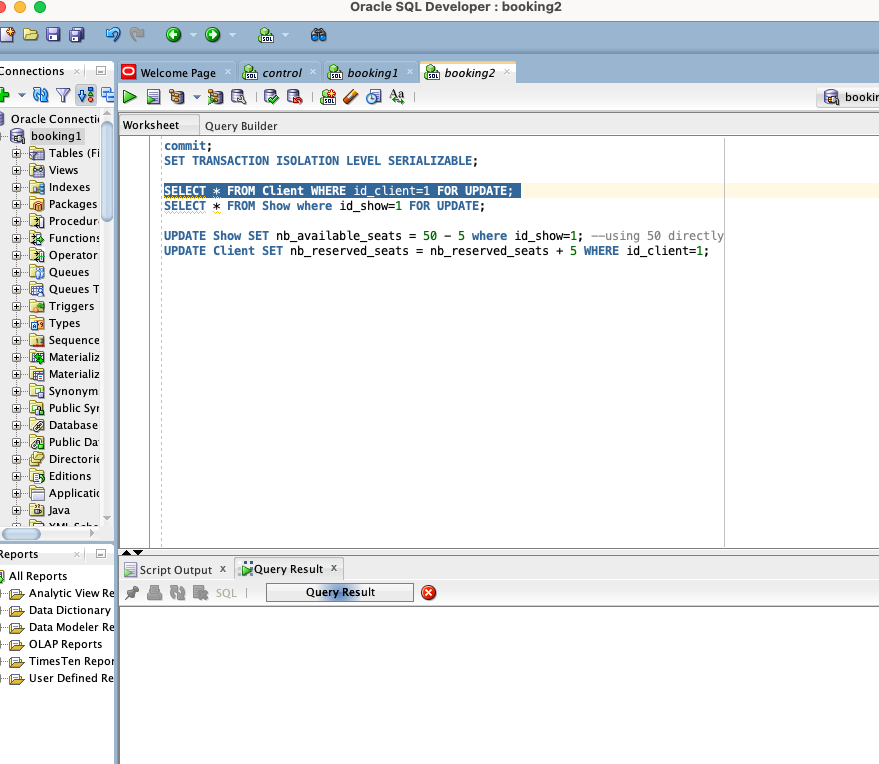 Oracle SQL Developer : booking2
Connections
Welcome Page
control
booking1
booking2
SQL
Aa
Worksheet
Query Builder
Oracle Connecti
booking1
Tables (Fi
Views
Indexes
Packages
Procedur
Functions
Operator
Queues
Queues T
Triggers
Types
Sequence
Materializ
Materializ
Synonym
Public Syn
Database
Public Da
Directorie
Editions
Applicatio
Java
XML Sche
commit;
SET TRANSACTION ISOLATION LEVEL SERIALIZABLE;
SELECT * FROM Client WHERE id_client=1 FOR UPDATE;
SELECT * FROM Show where id_show=1 FOR UPDATE;
UPDATE Show SET nb_available_seats = 50 - 5 where id_show=1; --using 50 directly
UPDATE Client SET nb_reserved_seats = nb_reserved_seats + 5 WHERE id_client=1;
Reports
All Reports
Analytic View Re
Data Dictionary
Data Modeler Re
OLAP Reports
TimesTen Repor
User Defined Re
Script Output x
Query Result x
SQL
Query Result